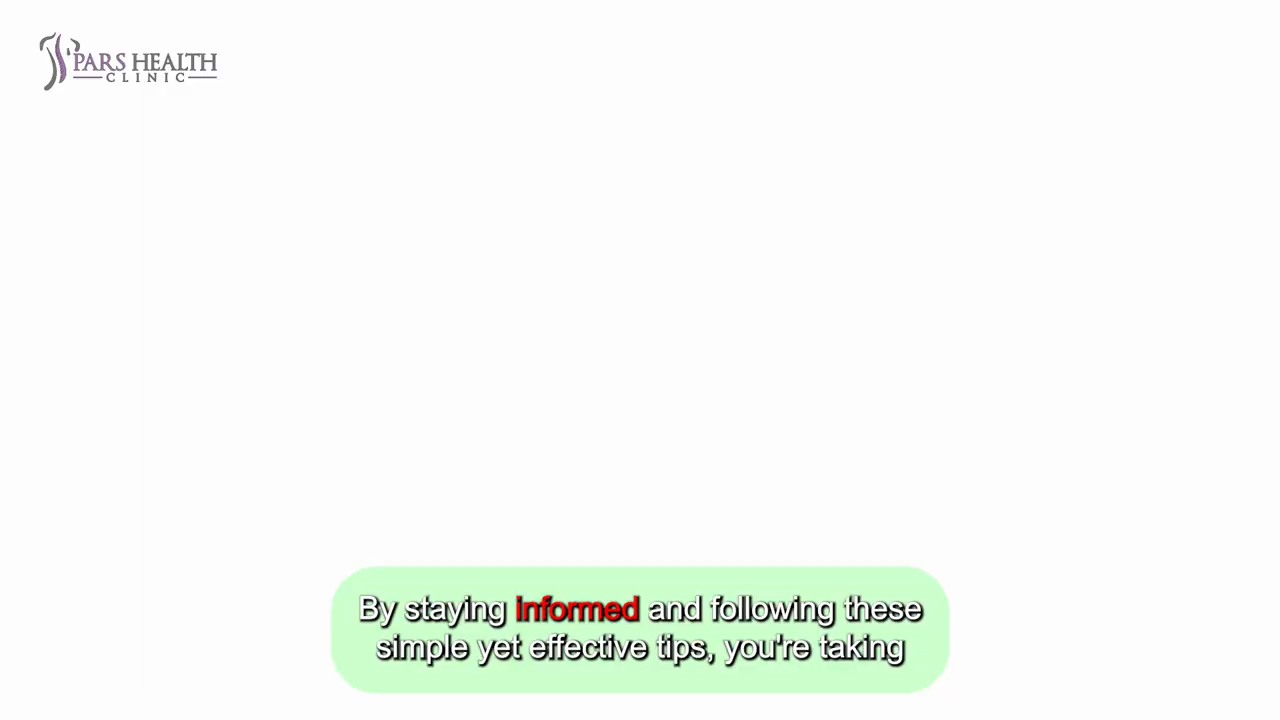 PARS HEALTH
CLINIC
By staying informed and following these
simple yet effective tips, you're taking